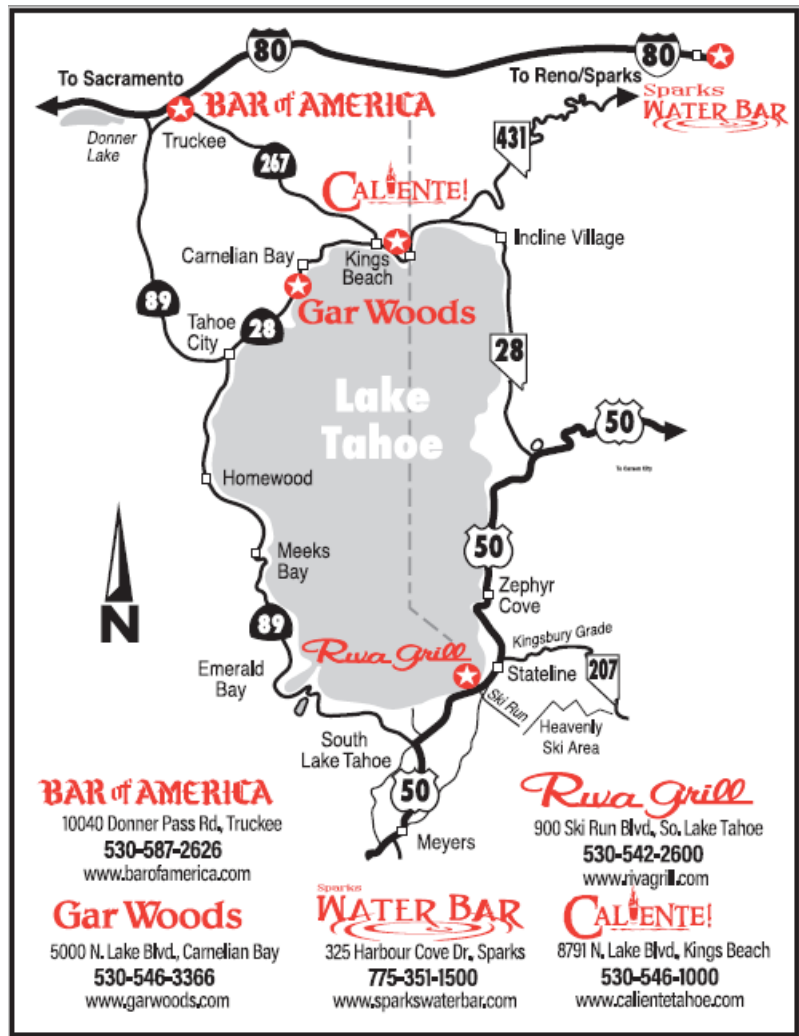 80
80
To Sacramento
To Reno/Sparks
BAR of AMERICA
Sparks
WATER BAR
Donner
Lake
Truckee
431
267
CALIENTE!
Carnelian Bay
Kings
Beach
Incline Village
89
Gar Woods
Tahoe
City
28
28
Lake
Tahoe
50
To Carson City
Homewood
Meeks
Bay
50
Zephyr
Cove
N
89
Riva Grill
Kingsbury Grade
Emerald
Bay
Stateline
207
Ski Run
Heavenly
Ski Area
South
Lake Tahoe
50
Meyers
BAR of AMERICA
10040 Donner Pass Rd., Truckee
530-587-2626
www.barofamerica.com
Riva Grill
900 Ski Run Blvd., So. Lake Tahoe
530-542-2600
www.rivagrill.com
Gar Woods
5000 N. Lake Blvd., Carnelian Bay
530-546-3366
www.garwoods.com
Sparks
WATER BAR
325 Harbour Cove Dr., Sparks
775-351-1500
www.sparkswaterbar.com
CALIENTE!
8791 N. Lake Blvd., Kings Beach
530-546-1000
www.calientetahoe.com